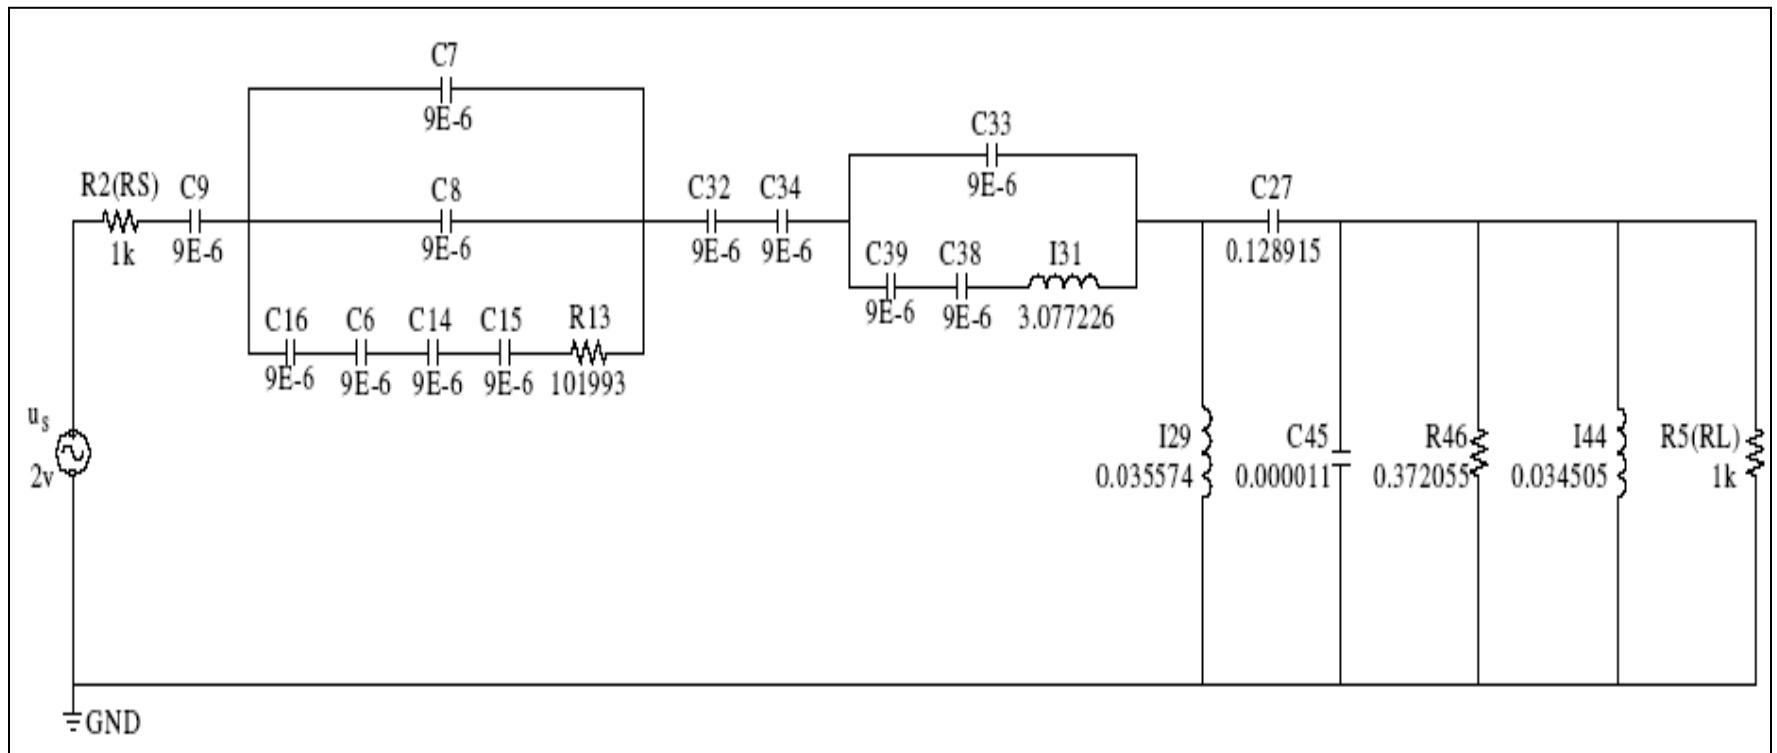 C7
9E-6
C33
9E-6
R2(RS) C9 C8 C32 C34 C27
1k 9E-6 9E-6 9E-6 9E-6 0.128915
C39 C38 I31
9E-6 9E-6 3.077226
C16 C6 C14 C15 R13
9E-6 9E-6 9E-6 9E-6 101993
us
2v
I29 C45 R46 I44 R5(RL)
0.035574 0.000011 0.372055 0.034505 1k
GND